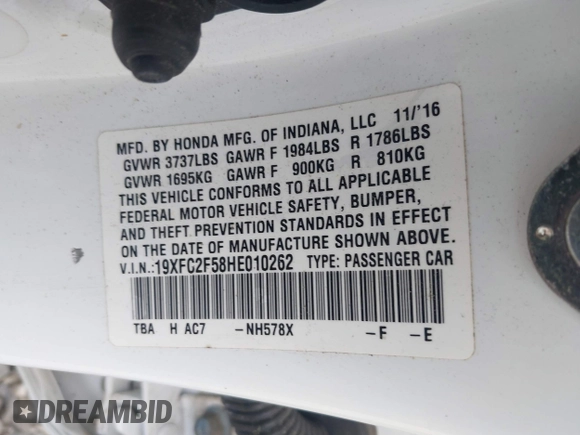 MFD. BY HONDA MFG. OF INDIANA, LLC 11/'16
GVWR 3737LBS GAWR F 1984LBS R 1786LBS
GVWR 1695KG GAWR F 900KG R 810KG
THIS VEHICLE CONFORMS TO ALL APPLICABLE
FEDERAL MOTOR VEHICLE SAFETY, BUMPER,
AND THEFT PREVENTION STANDARDS IN EFFECT
ON THE DATE OF MANUFACTURE SHOWN ABOVE.
V.I.N.:19XFC2F58HE010262 TYPE: PASSENGER CAR
TBA H AC7 -NH578X -F -E
DREAMBID